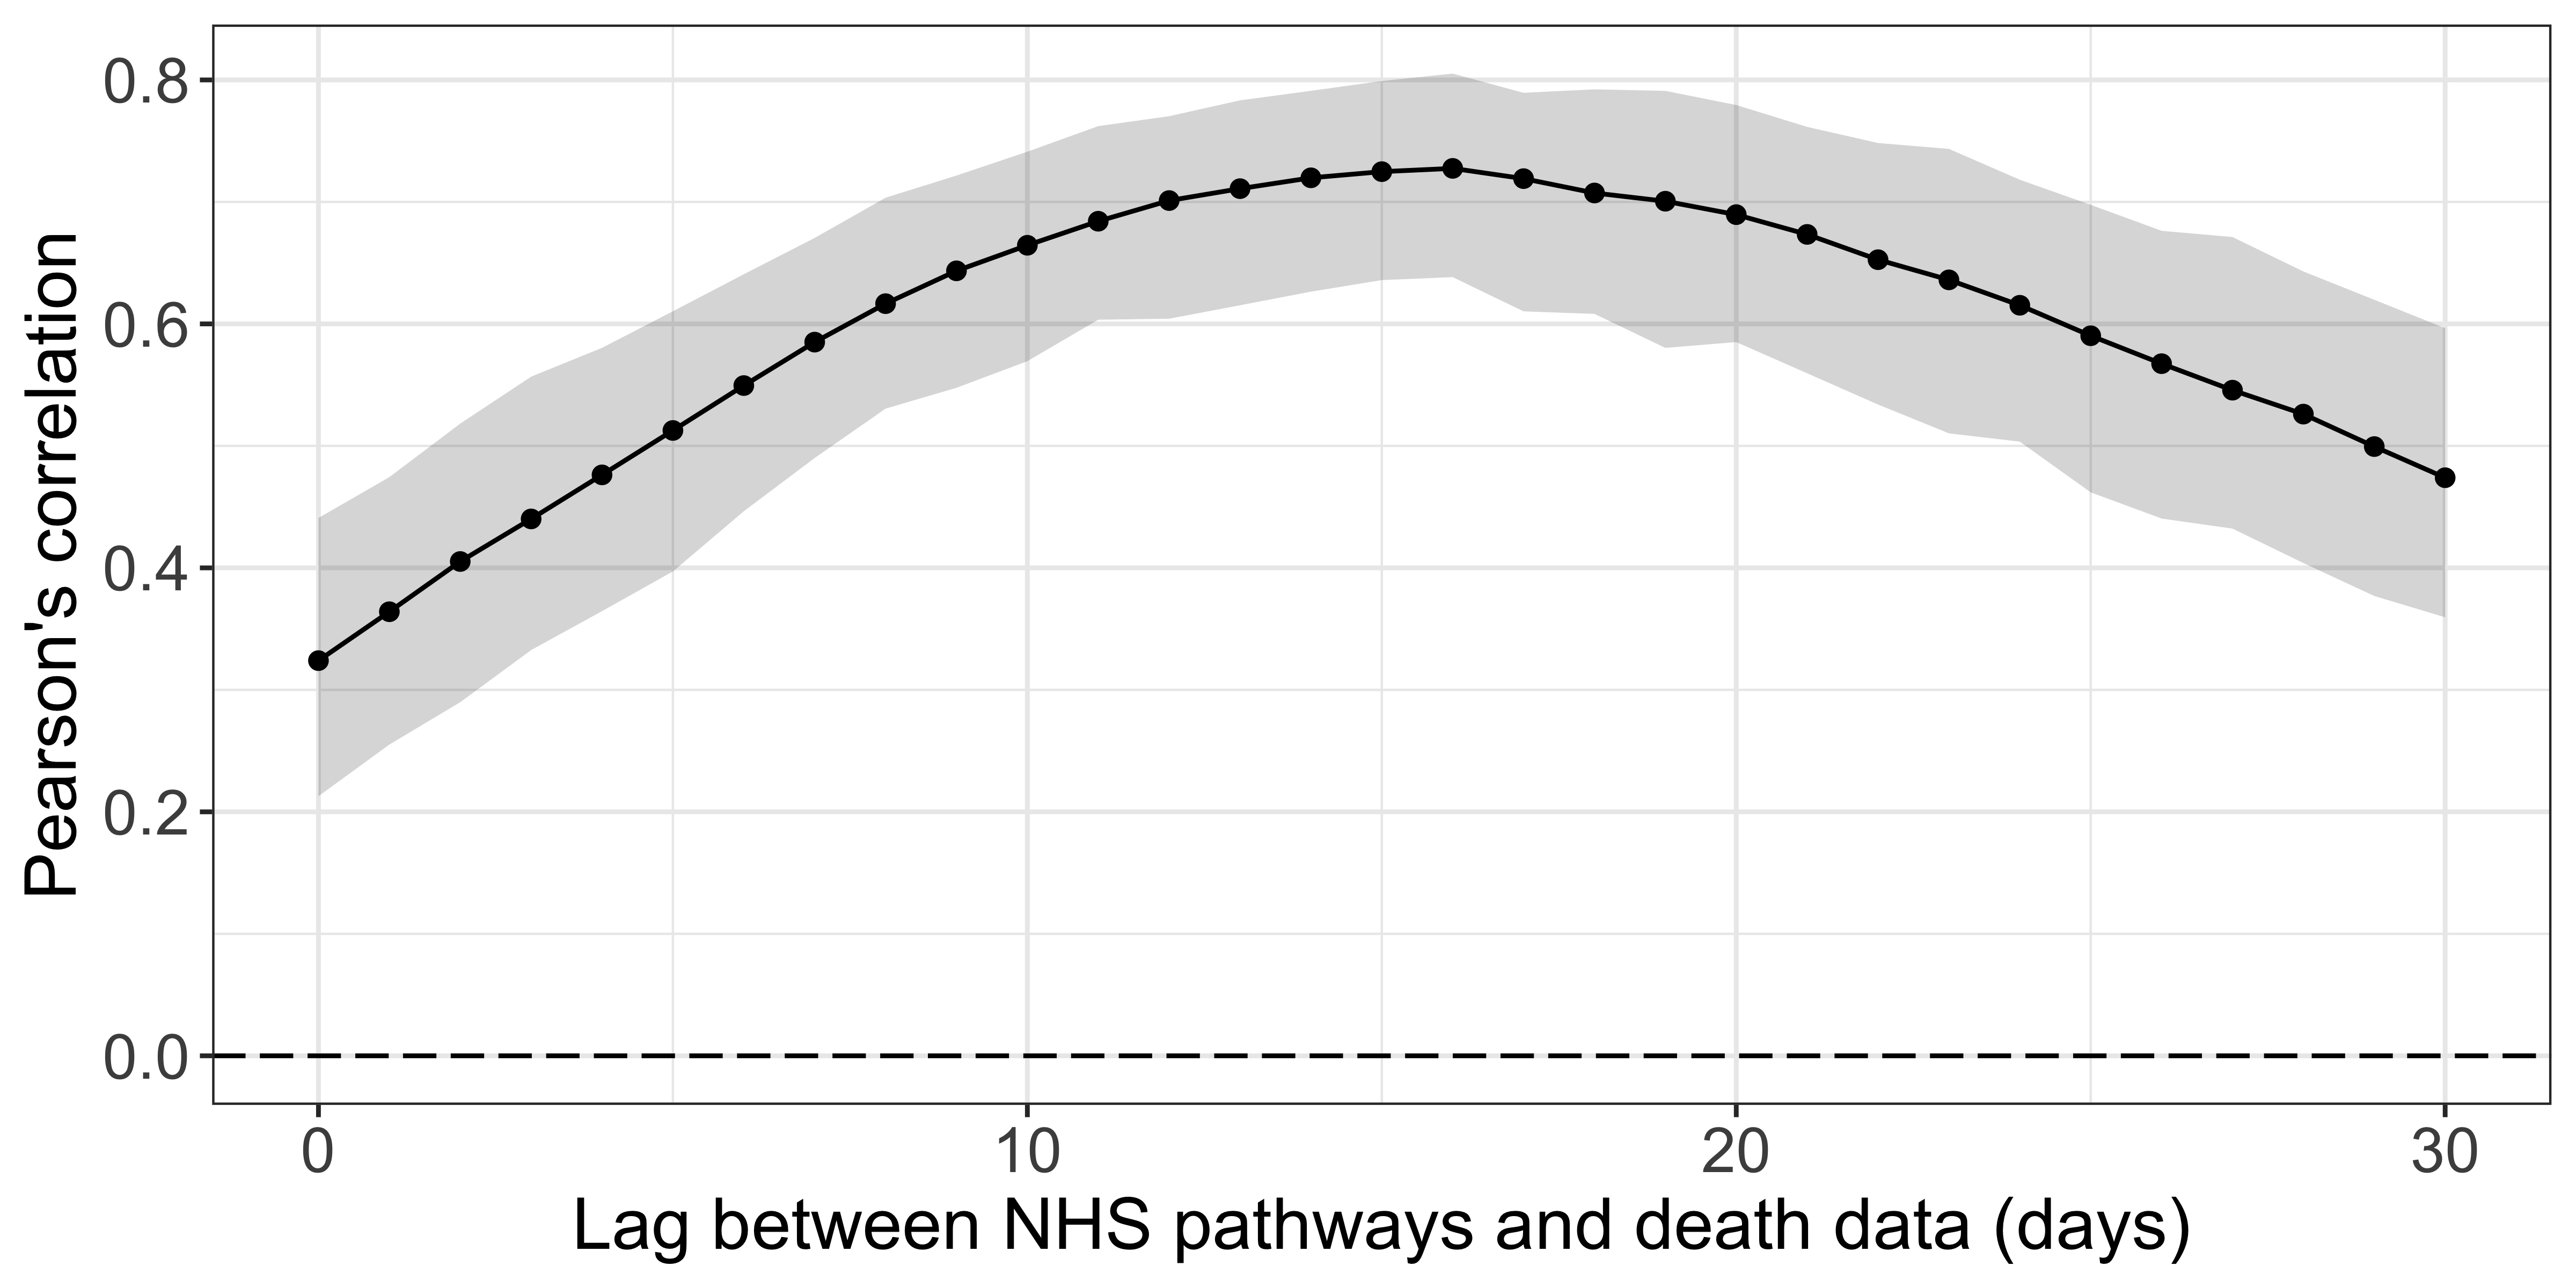 Pearson's correlation
0.8
0.6
0.4
0.2
0.0
0 10 20 30
Lag between NHS pathways and death data (days)